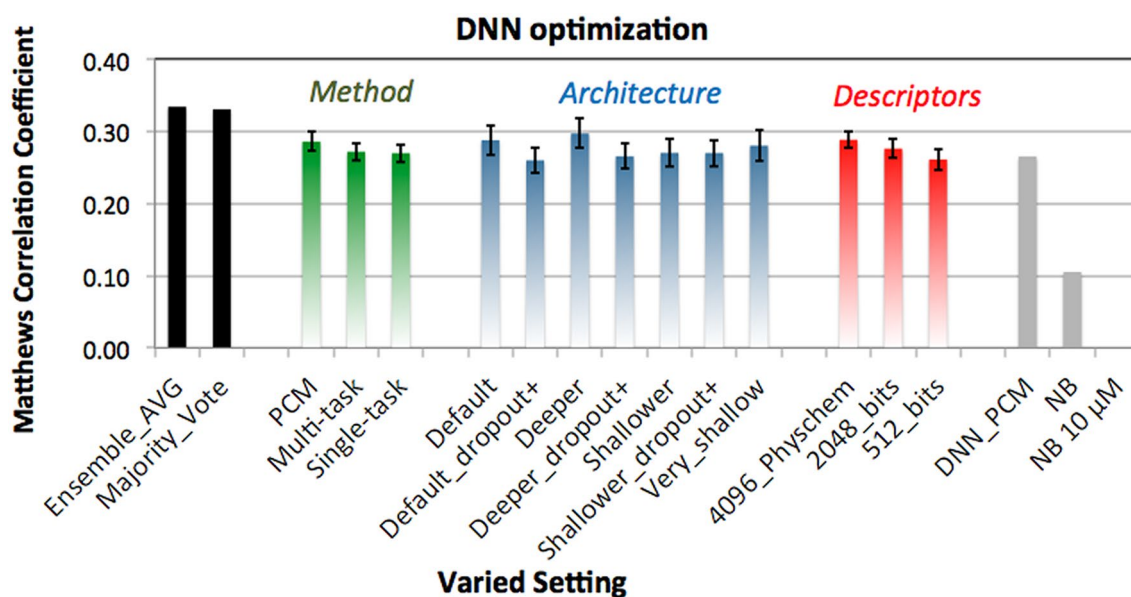 DNN optimization
Matthews Correlation Coefficient
0.40
0.30
0.20
0.10
0.00
Method
Architecture
Descriptors
Ensemble_AVG
Majority_Vote
PCM
Multi-task
Single-task
Default
Default_dropout+
Deeper
Deeper_dropout+
Shallower
Shallower_dropout+
Very_shallow
4096_Physchem
2048_bits
512_bits
DNN_PCM
NB
NB 10 µM
Varied Setting